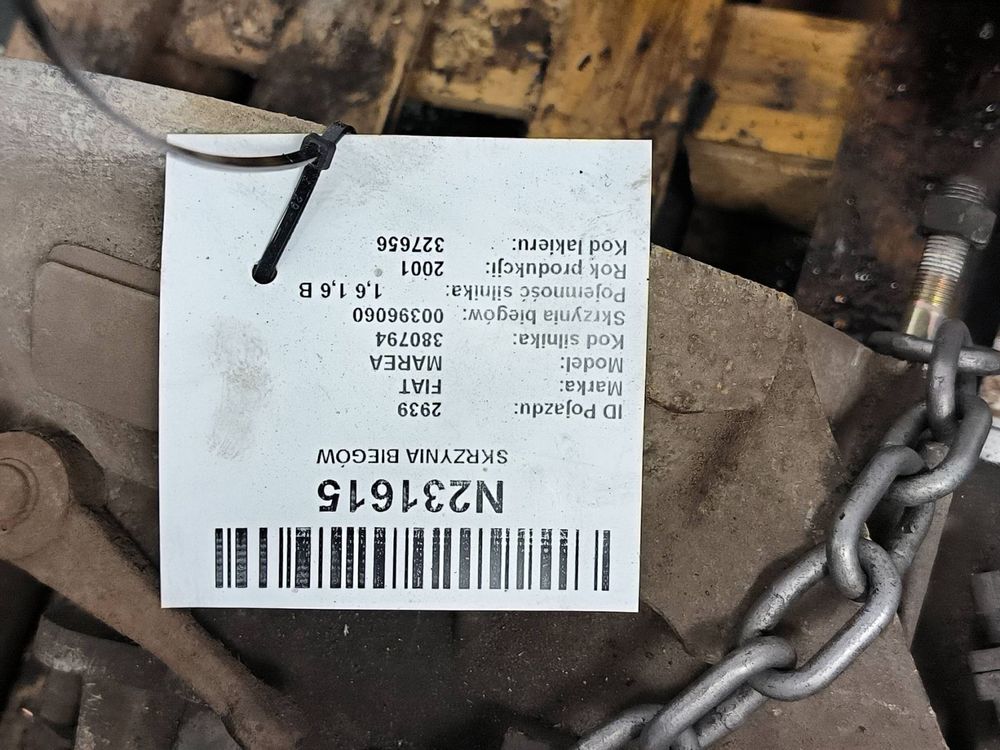 N231615
SKRZYNIA BIEGÓW
ID Pojazdu: 2939
Marka: FIAT
Model: MAREA
Kod silnika: 380794
Skrzynia biegów: 00396060
Pojemność silnika: 1,6 1,6 B
Rok produkcji: 2001
Kod lakieru: 327656